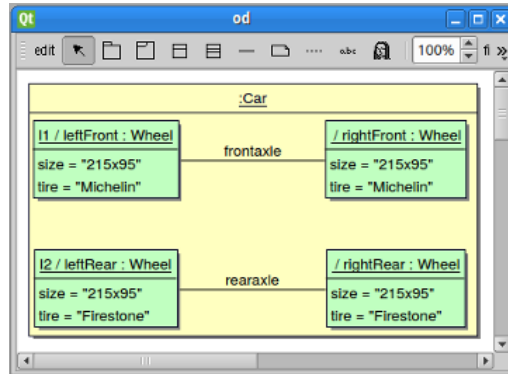 Qt
od
edit
abc
100%
fi
:Car
l1 / leftFront : Wheel
size = "215x95"
tire = "Michelin"
frontaxle
/ rightFront : Wheel
size = "215x95"
tire = "Michelin"
l2 / leftRear : Wheel
size = "215x95"
tire = "Firestone"
rearaxle
/ rightRear : Wheel
size = "215x95"
tire = "Firestone"